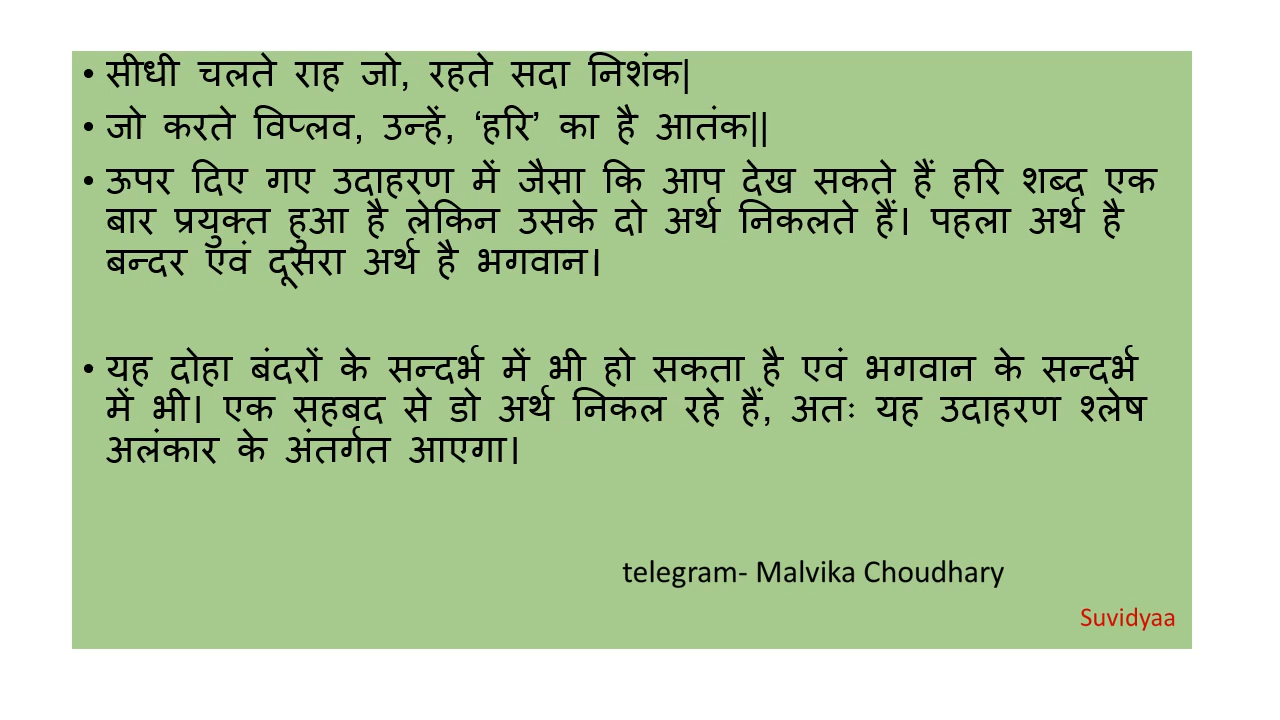 • सीधी चलते राह जो, रहते सदा निशंक|
• जो करते विप्लव, उन्हें, ‘हरि’ का है आतंक||
• ऊपर दिए गए उदाहरण में जैसा कि आप देख सकते हैं हरि शब्द एक
बार प्रयुक्त हुआ है लेकिन उसके दो अर्थ निकलते हैं। पहला अर्थ है
बन्दर एवं दूसरा अर्थ है भगवान।
• यह दोहा बंदरों के सन्दर्भ में भी हो सकता है एवं भगवान के सन्दर्भ
में भी। एक सहबद से डो अर्थ निकल रहे हैं, अतः यह उदाहरण श्लेष
अलंकार के अंतर्गत आएगा।
telegram- Malvika Choudhary
Suvidyaa